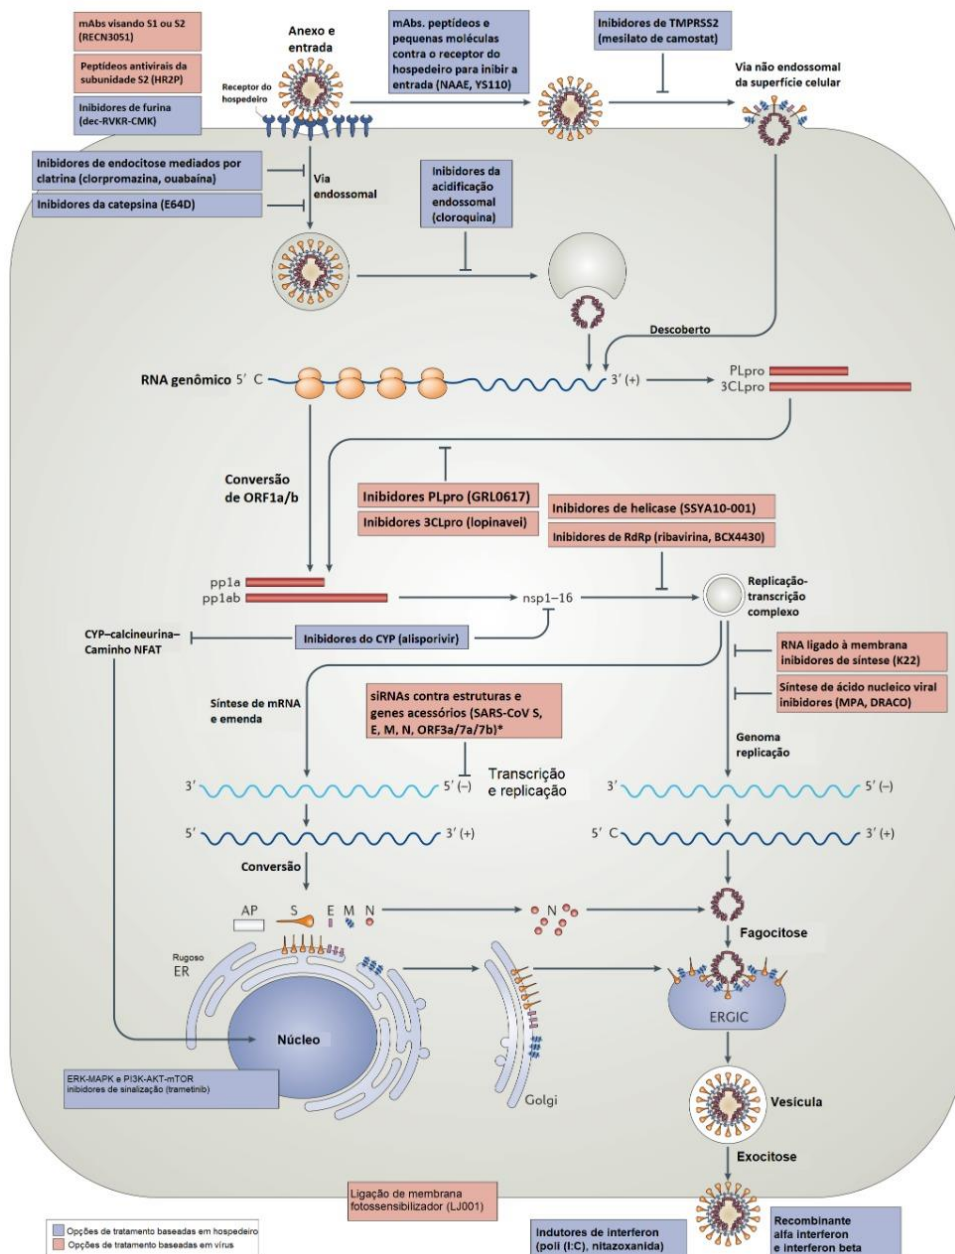 mAbs visando S1 ou S2
(RECN3051)
Peptídeos antivirais da
subunidade S2 (HR2P)
Inibidores de furina
(dec-RVKR-CMK)
Anexo e
entrada
Receptor do
hospedeiro
mAbs. peptídeos e
pequenas moléculas
contra o receptor do
hospedeiro para inibir a
entrada (NAAE, YS110)
Inibidores de TMPRSS2
(mesilato de camostat)
Via não endossomal
da superfície celular
Inibidores de endocitose mediados por
clatrina (clorpromazina, ouabaína)
Inibidores da catepsina (E64D)
Via
endossomal
Inibidores da
acidificação
endossomal
(cloroquina)
Descoberto
RNA genômico 5′ C
3′ (+)
PLpro
3CLpro
Conversão
de ORF1a/b
Inibidores PLpro (GRL0617)
Inibidores 3CLpro (lopinavei)
Inibidores de helicase (SSYA10-001)
Inibidores de RdRp (ribavirina, BCX4430)
pp1a
pp1ab
nsp1–16
Replicação-
transcrição
complexo
CYP–calcineurina–
Caminho NFAT
Inibidores do CYP (alisporivir)
RNA ligado à membrana
inibidores de síntese (K22)
Síntese de ácido nucleico viral
inibidores (MPA, DRACO)
Síntese de mRNA
e emenda
siRNAs contra estruturas e
genes acessórios (SARS-CoV S,
E, M, N, ORF3a/7a/7b)*
Genoma
replicação
3′
5′ (−)
Transcrição
e replicação
3′
5′ (−)
5′
3′ (+)
5′ C
3′ (+)
Conversão
AP S E M N
N
Fagocitose
Rugoso
ER
ERGIC
Núcleo
Golgi
ERK-MAPK e PI3K-AKT-mTOR
inibidores de sinalização (trametinib)
Vesícula
Exocitose
Ligação de membrana
fotossensibilizador (LJ001)
Opções de tratamento baseadas em hospedeiro
Opções de tratamento baseadas em vírus
Indutores de interferon
(poli (I:C), nitazoxanida)
Recombinante
alfa interferon
e interferon beta